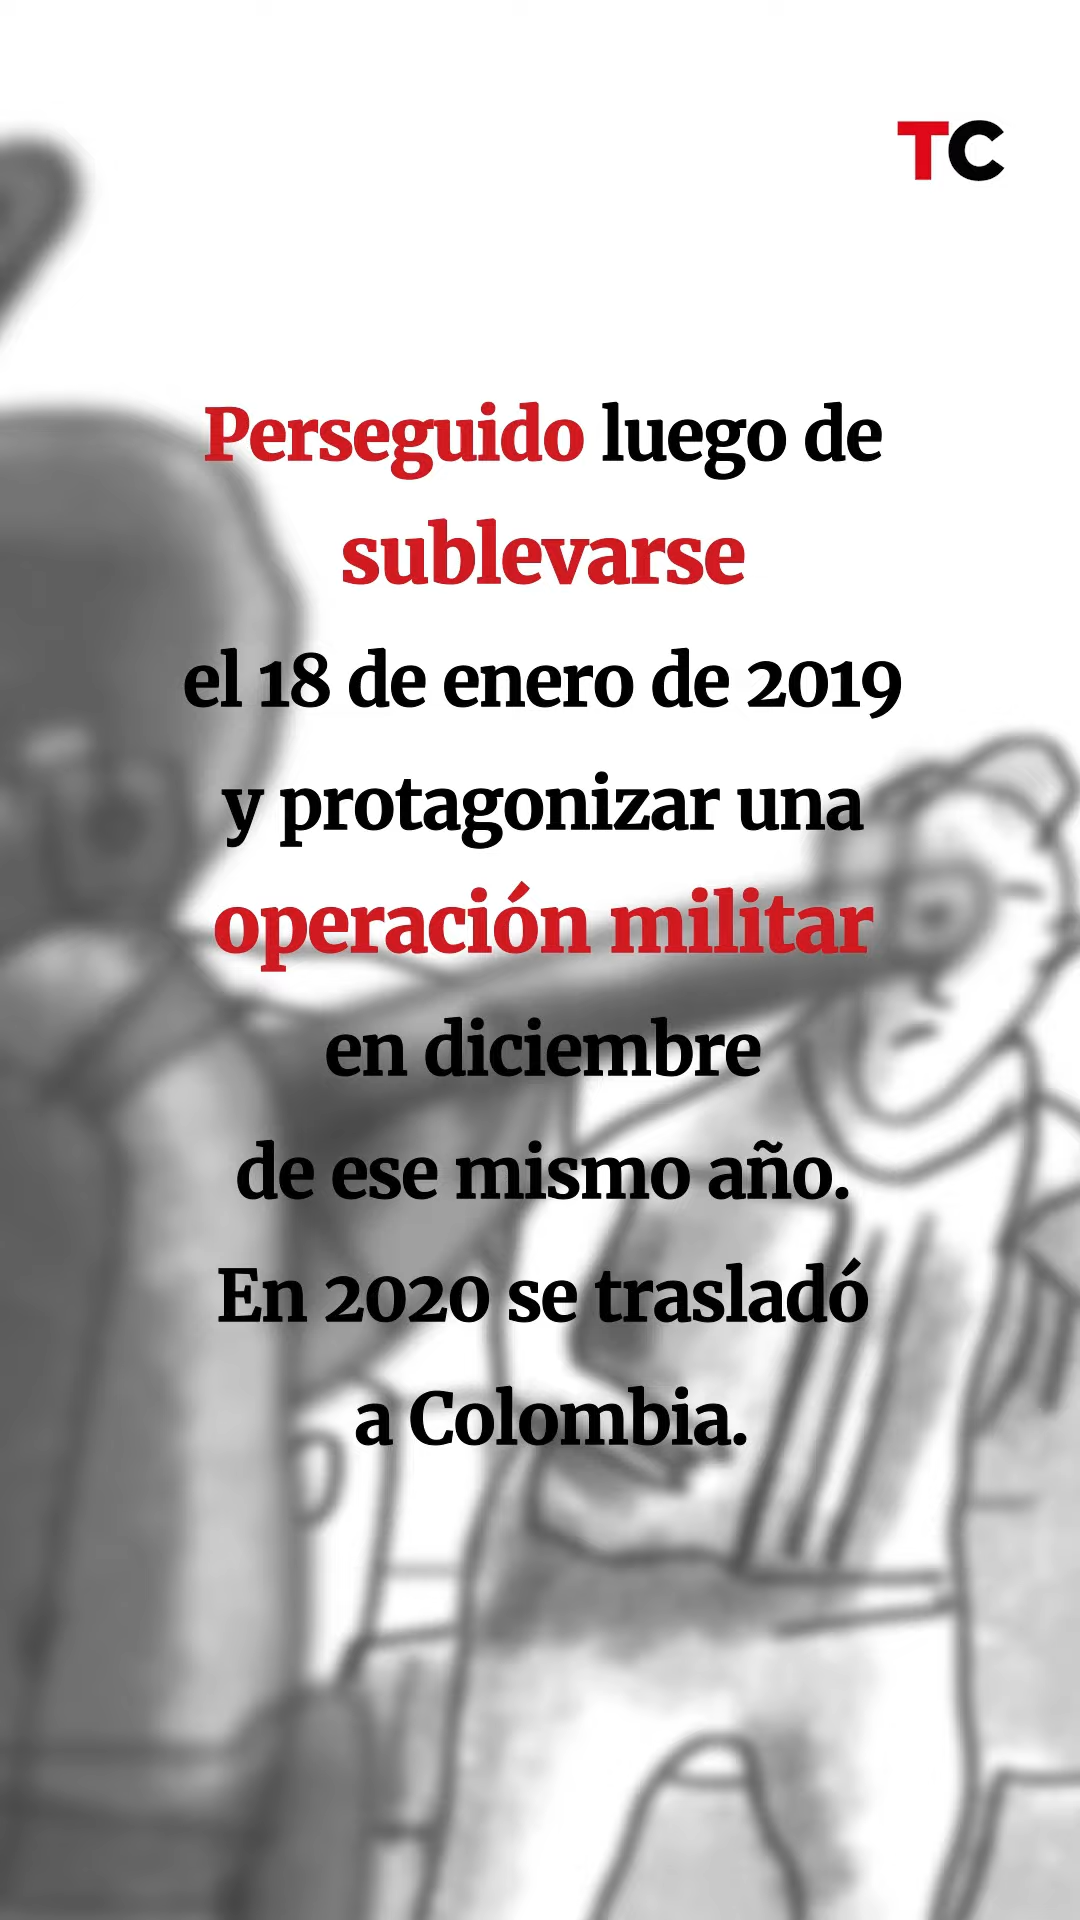 TC
Perseguido luego de
sublevarse
el 18 de enero de 2019
y protagonizar una
operación militar
en diciembre
de ese mismo año.
En 2020 se trasladó
a Colombia.